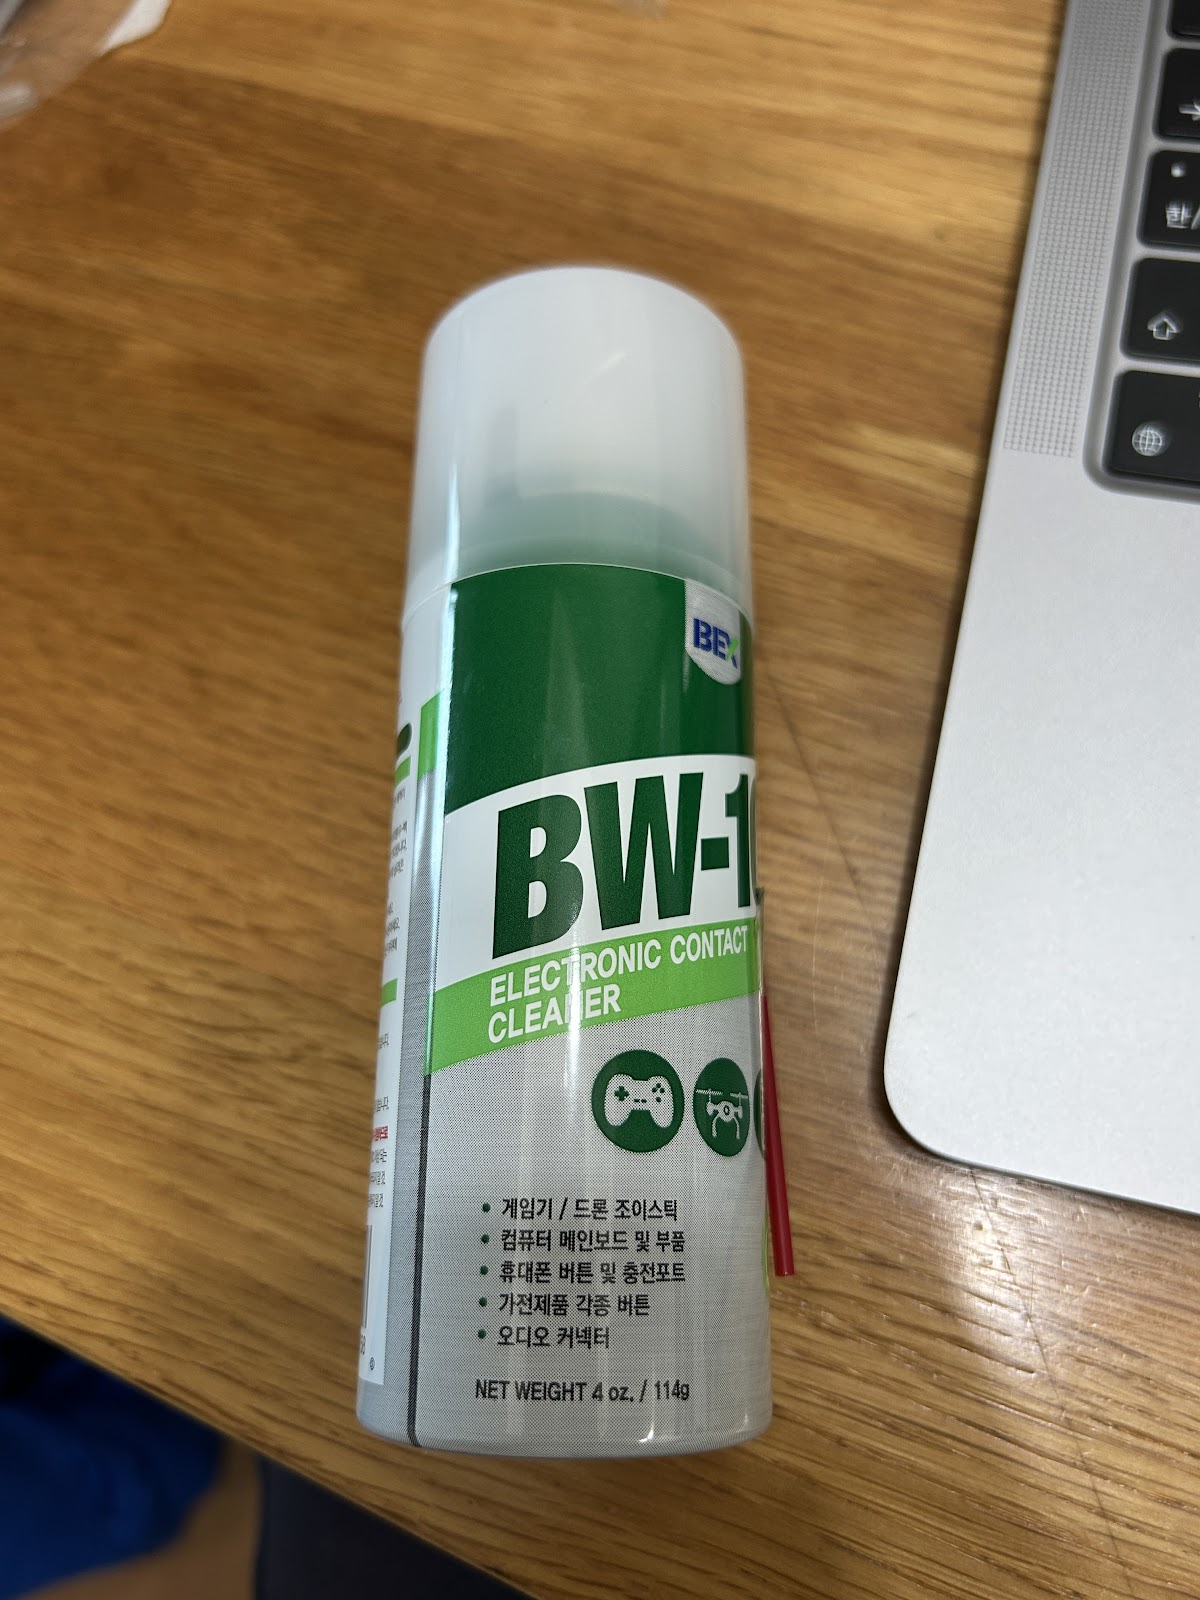 BEX
BW-10
ELECTRONIC CONTACT
CLEANER
• 게임기 / 드론 조이스틱
• 컴퓨터 메인보드 및 부품
• 휴대폰 버튼 및 충전포트
• 가전제품 각종 버튼
• 오디오 커넥터
NET WEIGHT 4 oz. / 114g
한/